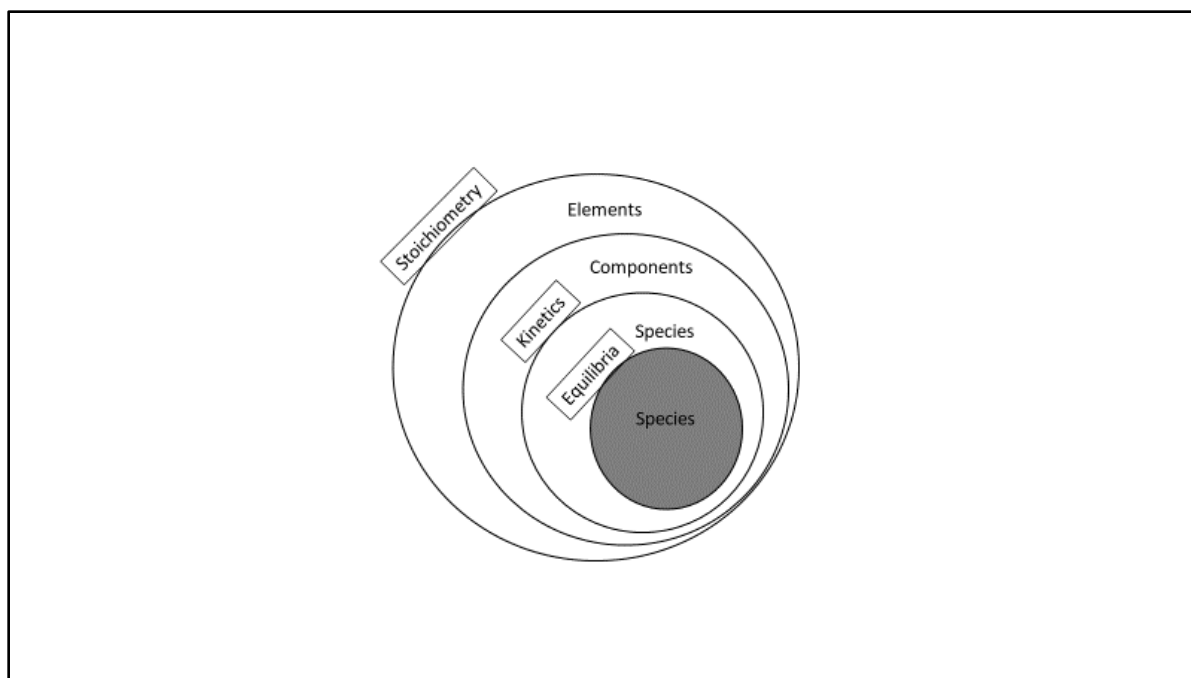 Stoichiometry
Elements
Components
Kinetics
Species
Equilibria
Species